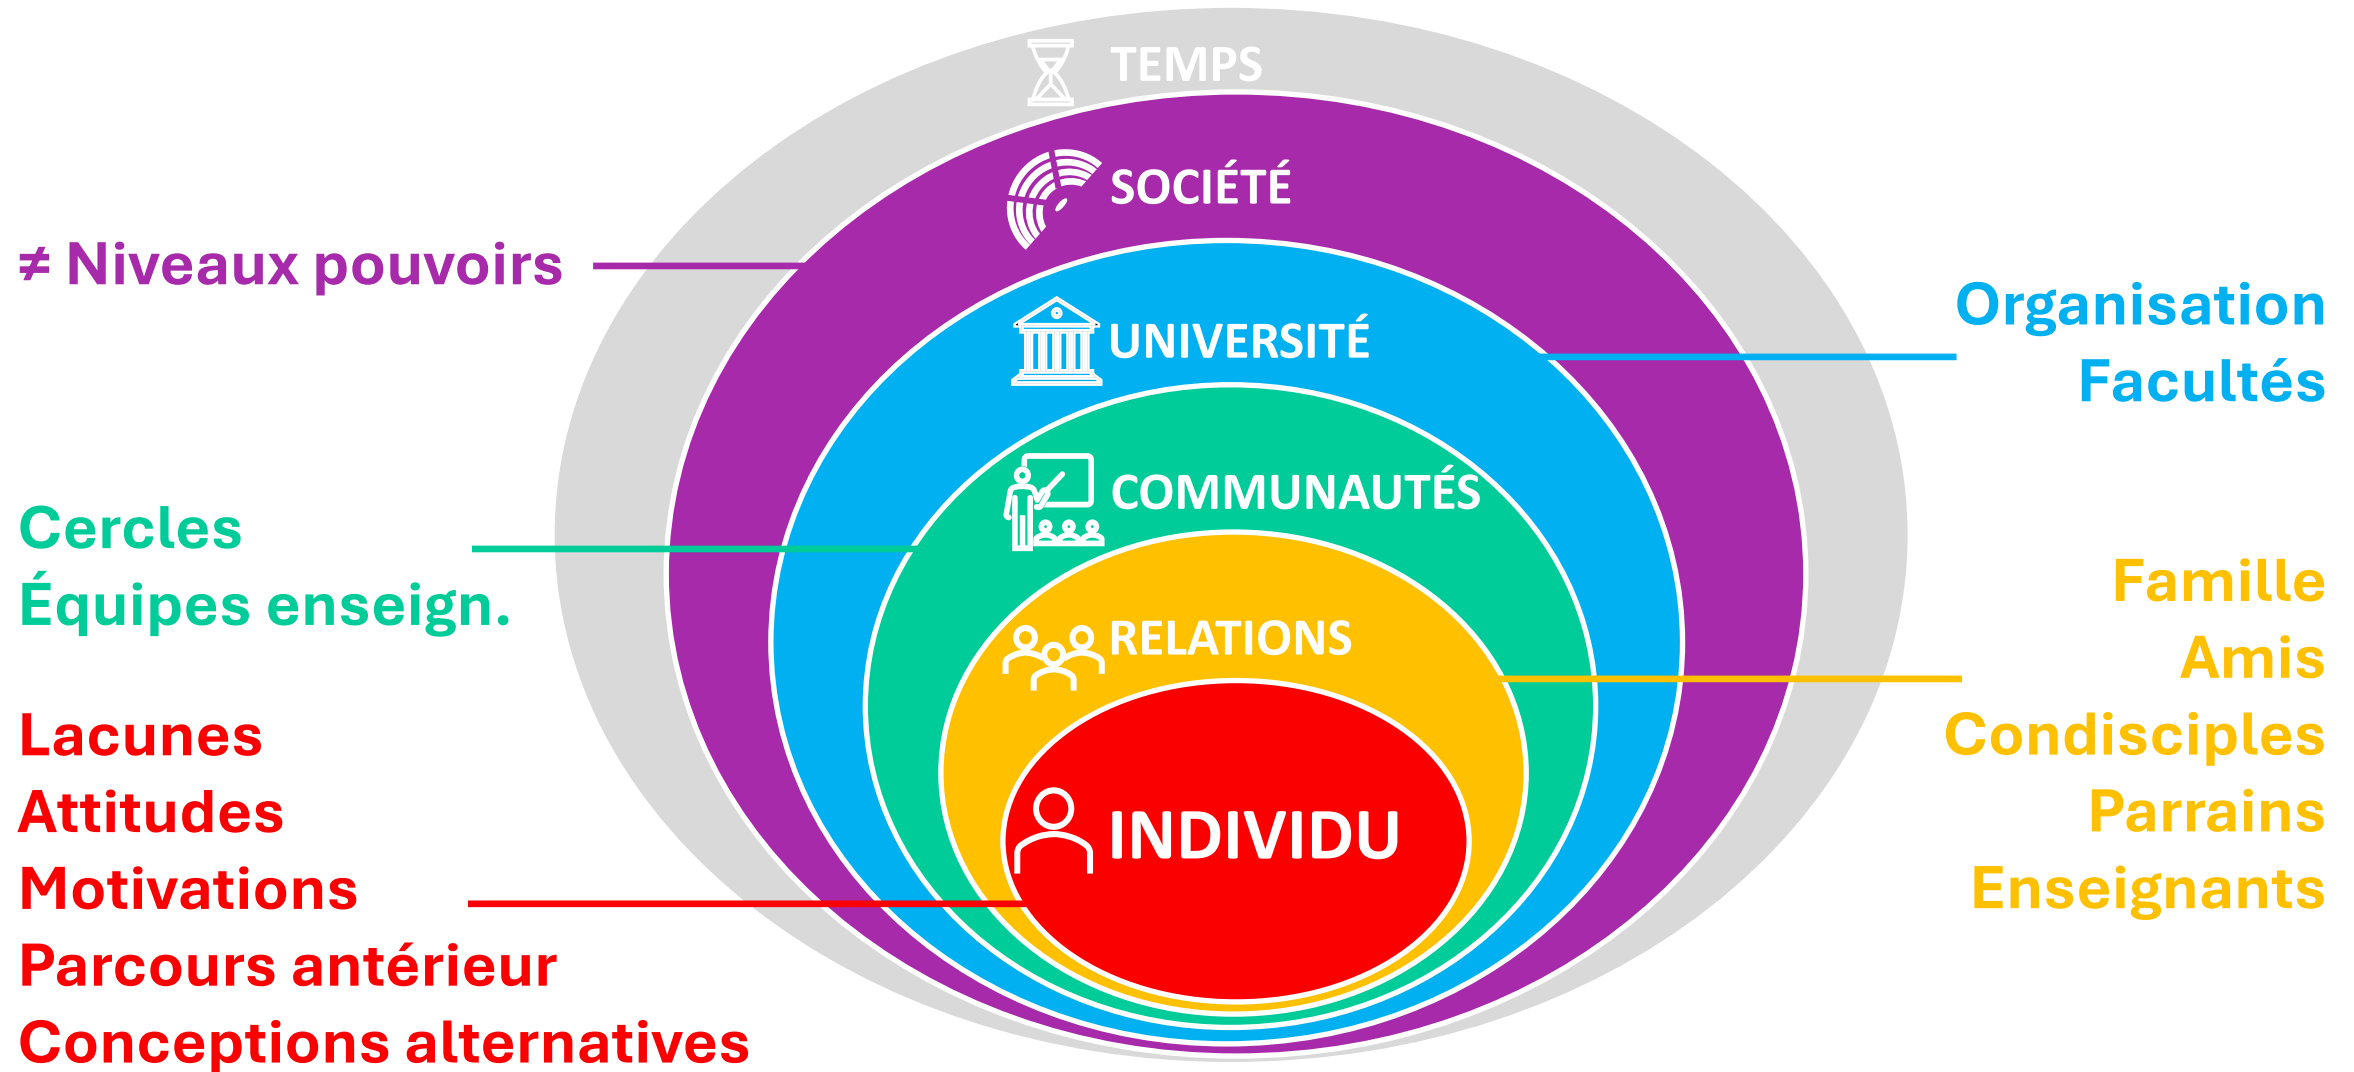 TEMPS
SOCIÉTÉ
≠ Niveaux pouvoirs
UNIVERSITÉ
Organisation
Facultés
COMMUNAUTÉS
Cercles
Équipes enseign.
RELATIONS
Famille
Amis
Condisciples
Parrains
Enseignants
INDIVIDU
Lacunes
Attitudes
Motivations
Parcours antérieur
Conceptions alternatives